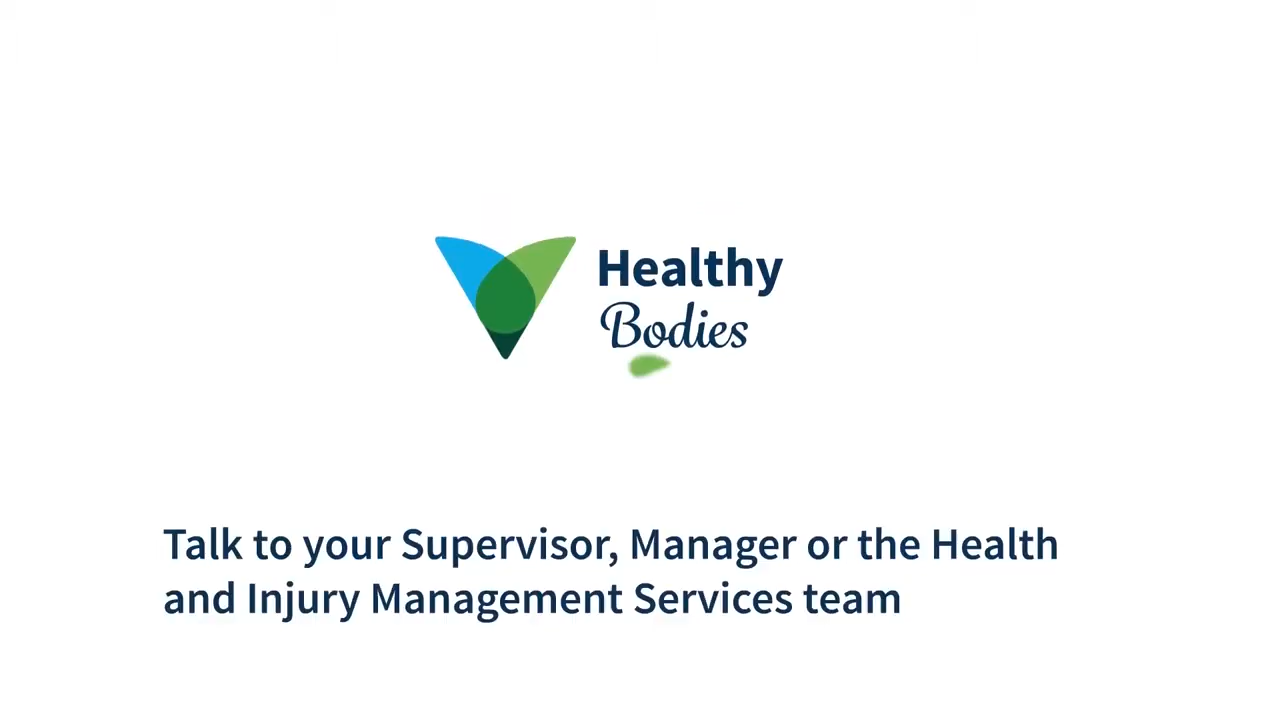 Healthy
Bodies
Talk to your Supervisor, Manager or the Health
and Injury Management Services team